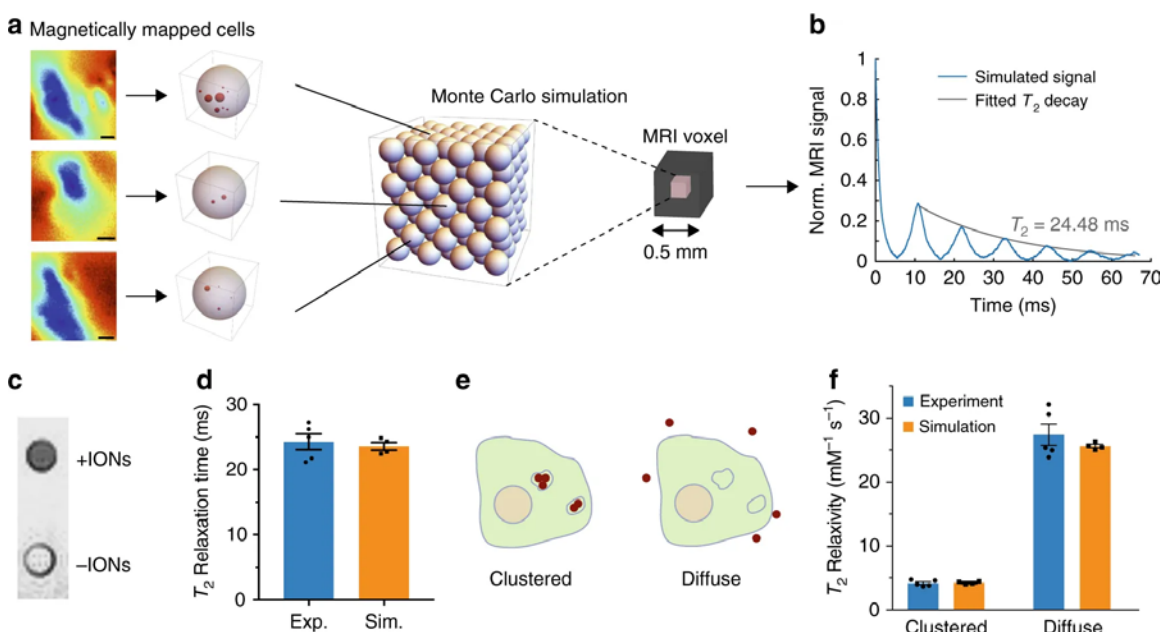 a
Magnetically mapped cells
Monte Carlo simulation
MRI voxel
0.5 mm
b
Norm. MRI signal
1
0.8
0.6
0.4
0.2
0
Simulated signal
Fitted T₂ decay
T₂ = 24.48 ms
0 10 20 30 40 50 60 70
Time (ms)
c
+IONs
–IONs
d
T₂ Relaxation time (ms)
30
20
10
0
Exp. Sim.
e
Clustered Diffuse
f
T₂ Relaxivity (mM⁻¹ s⁻¹)
30
20
10
0
Experiment
Simulation
Clustered Diffuse